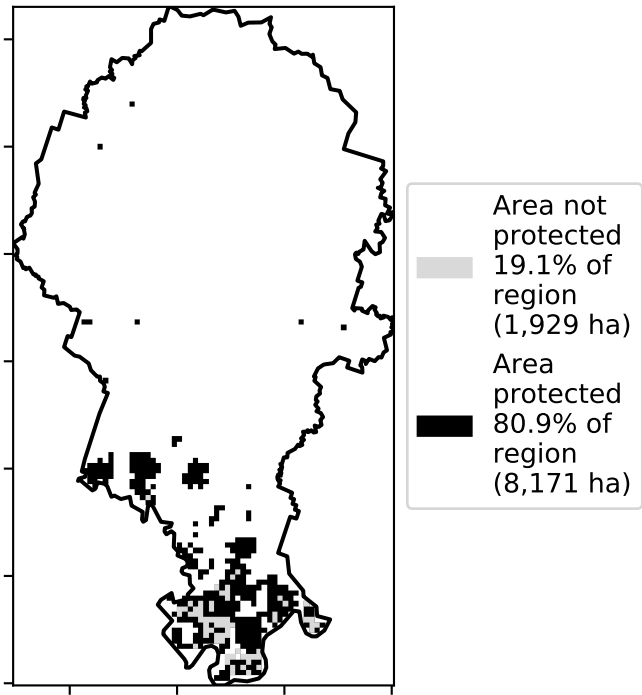 Area not
protected
19.1% of
region
(1,929 ha)
Area
protected
80.9% of
region
(8,171 ha)